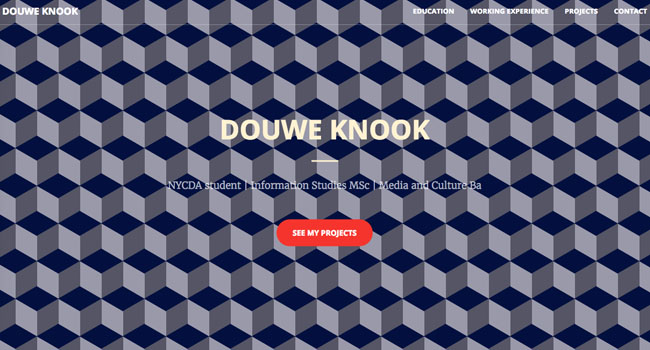 DOUWE KNOOK
EDUCATION WORKING EXPERIENCE PROJECTS CONTACT
DOUWE KNOOK
NYCDA student | Information Studies MSc | Media and Culture Ba
SEE MY PROJECTS